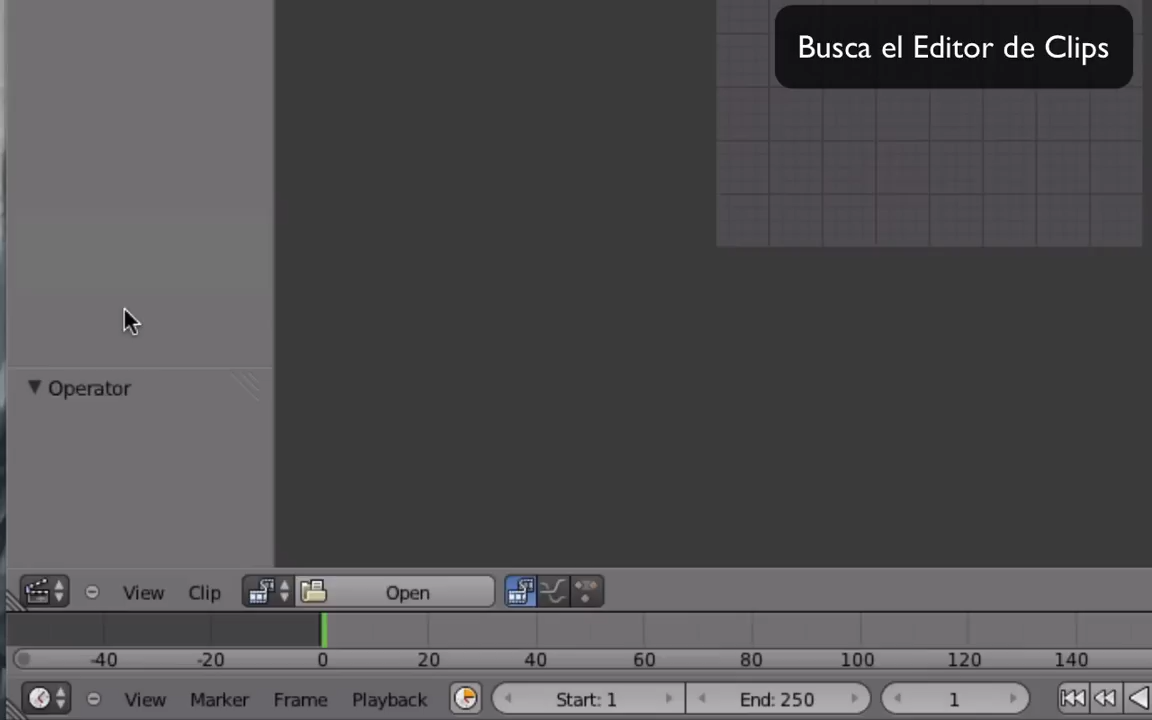 Busca el Editor de Clips
Operator
View Clip Open
-40 -20 0 20 40 60 80 100 120 140
View Marker Frame Playback Start: 1 End: 250 1